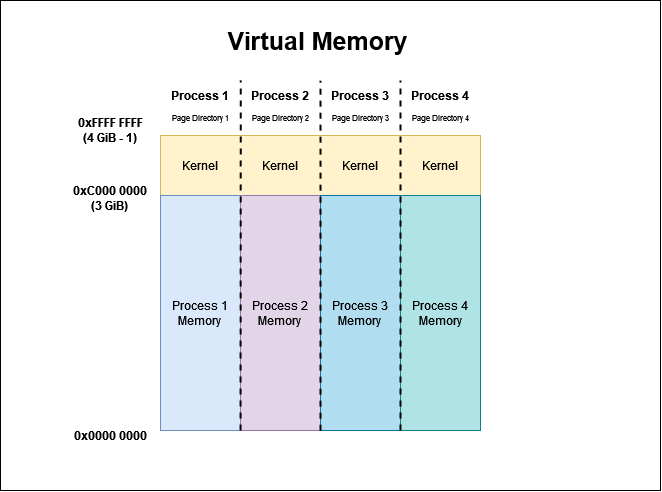 Virtual Memory
Process 1 Process 2 Process 3 Process 4
Page Directory 1 Page Directory 2 Page Directory 3 Page Directory 4
0xFFFF FFFF
(4 GiB - 1)
Kernel Kernel Kernel Kernel
0xC000 0000
(3 GiB)
Process 1 Process 2 Process 3 Process 4
Memory Memory Memory Memory
0x0000 0000